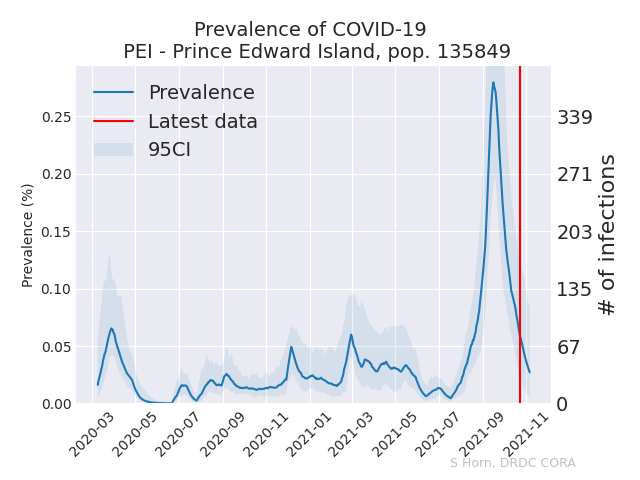 Prevalence of COVID-19
PEI - Prince Edward Island, pop. 135849
Prevalence
Latest data
95CI
Prevalence (%)
0.25
0.20
0.15
0.10
0.05
0.00
339
271
203
135
67
0
# of infections
2020-03
2020-05
2020-07
2020-09
2020-11
2021-01
2021-03
2021-05
2021-07
2021-09
2021-11
S Horn, DRDC CORA